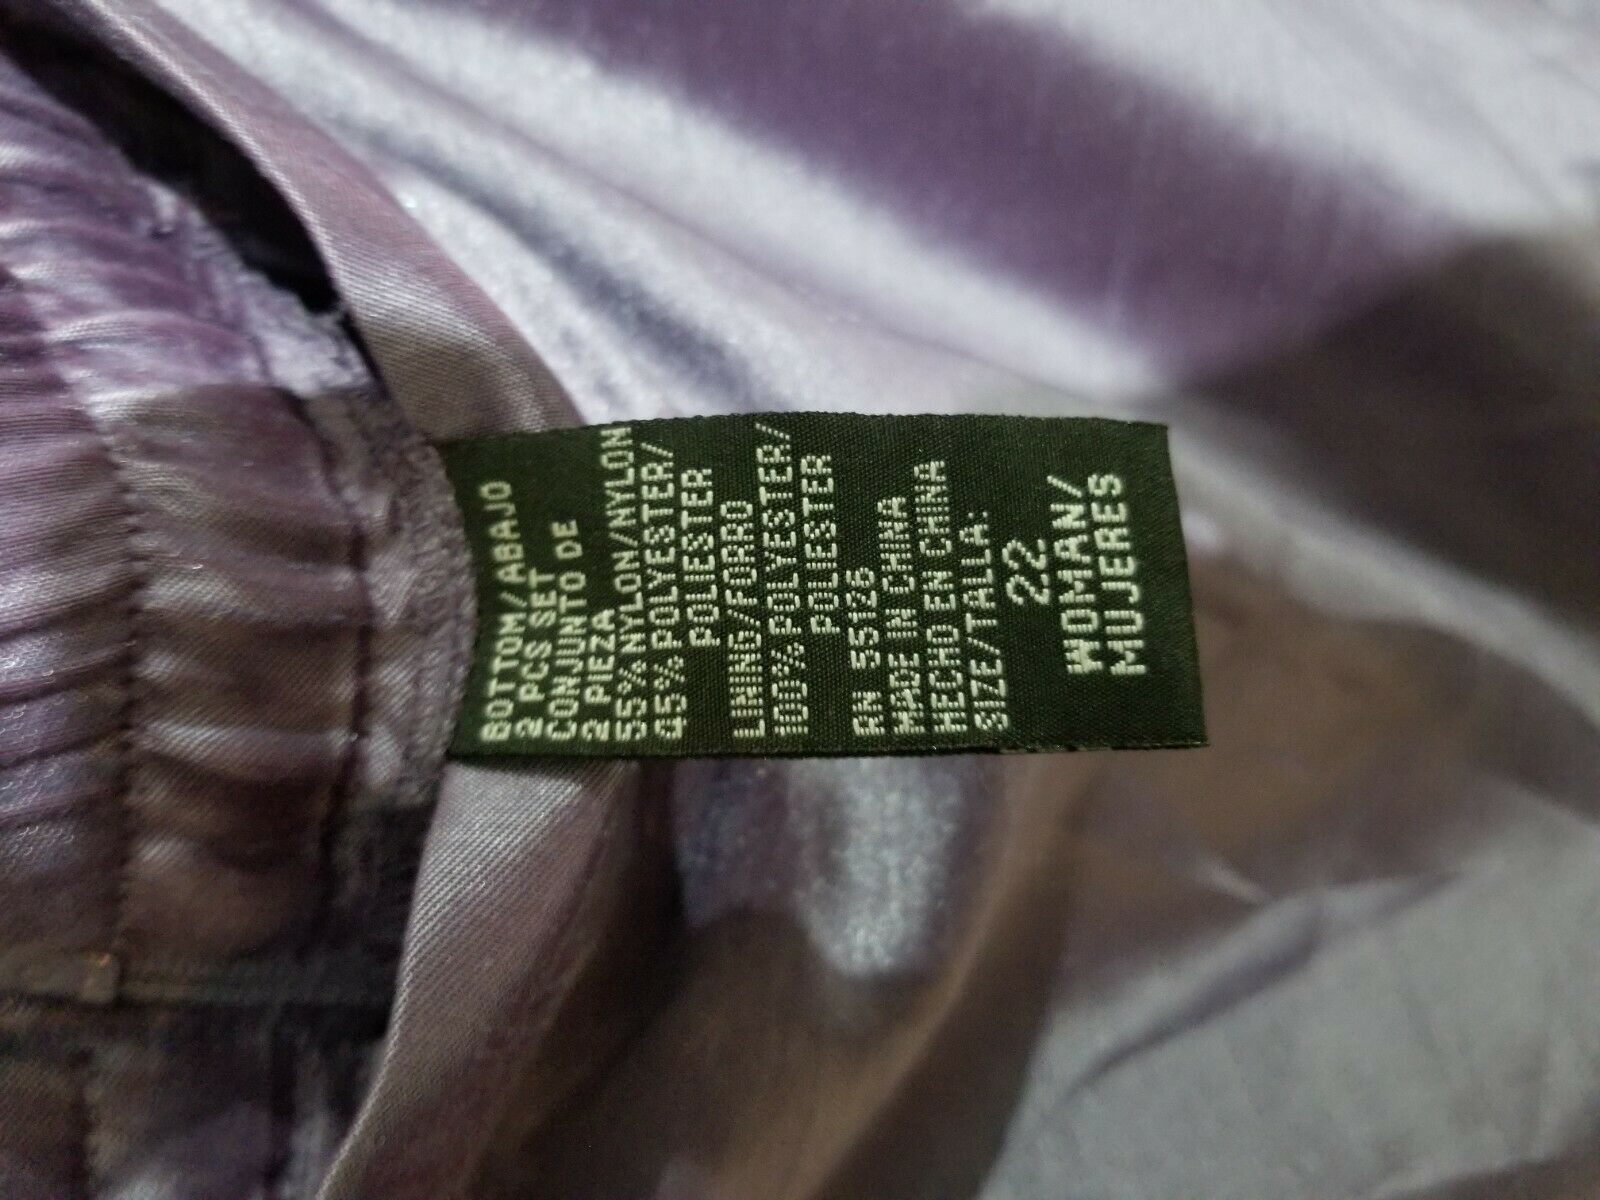 BOTTOM/ABAJO
2 PCS SET
CONJUNTO DE
2 PIEZA
55% NYLON/NYLON
45% POLYESTER/
POLIESTER
LINING/FORRO
100% POLYESTER/
POLIESTER
RN 55126
MADE IN CHINA
HECHO EN CHINA
SIZE/TALLA:
22
WOMAN/
MUJERES